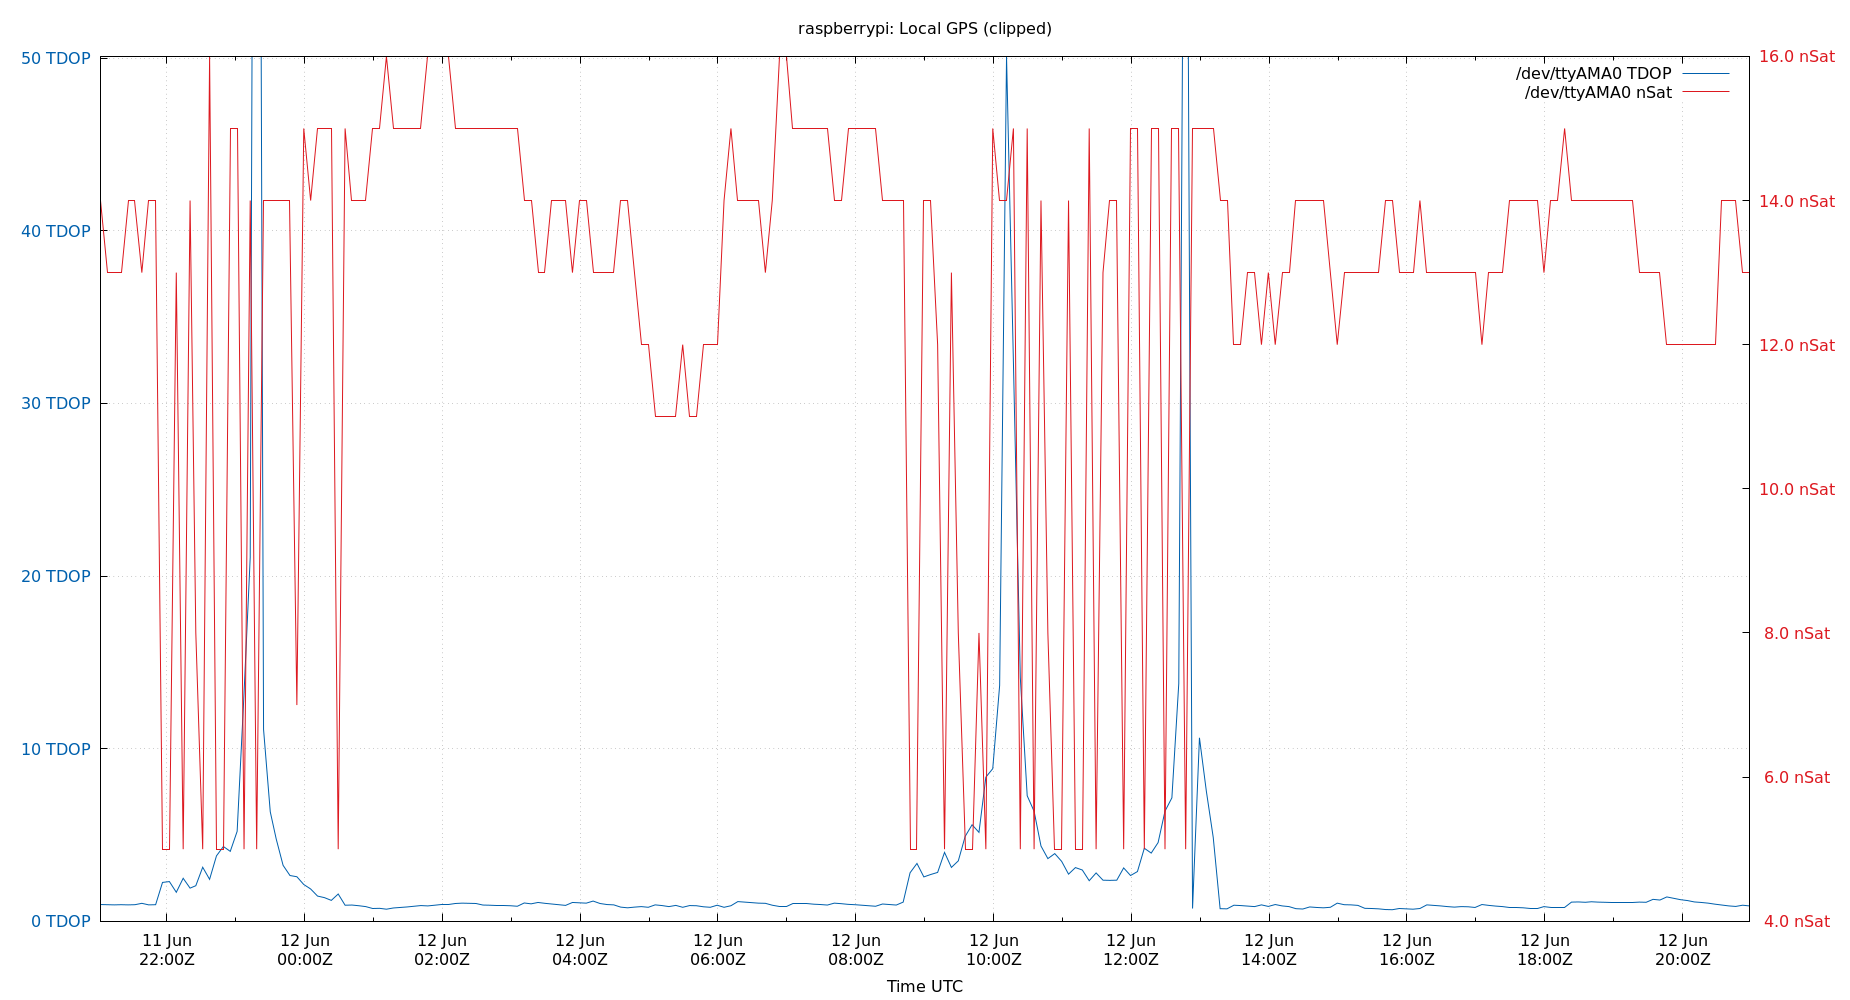 raspberrypi: Local GPS (clipped)
50 TDOP
40 TDOP
30 TDOP
20 TDOP
10 TDOP
0 TDOP
16.0 nSat
14.0 nSat
12.0 nSat
10.0 nSat
8.0 nSat
6.0 nSat
4.0 nSat
/dev/ttyAMA0 TDOP
/dev/ttyAMA0 nSat
11 Jun
22:00Z
12 Jun
00:00Z
12 Jun
02:00Z
12 Jun
04:00Z
12 Jun
06:00Z
12 Jun
08:00Z
12 Jun
10:00Z
12 Jun
12:00Z
12 Jun
14:00Z
12 Jun
16:00Z
12 Jun
18:00Z
12 Jun
20:00Z
Time UTC